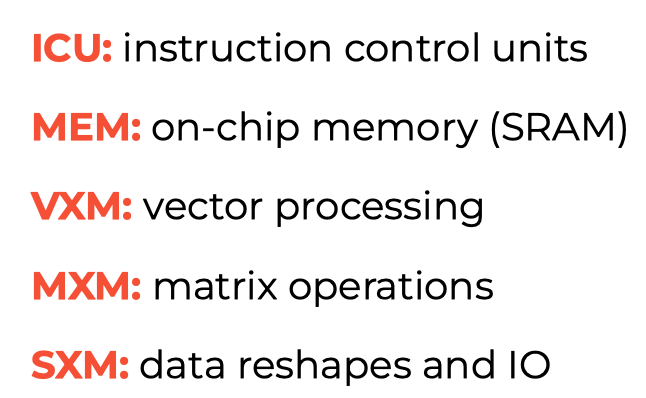 ICU: instruction control units
MEM: on-chip memory (SRAM)
VXM: vector processing
MXM: matrix operations
SXM: data reshapes and IO